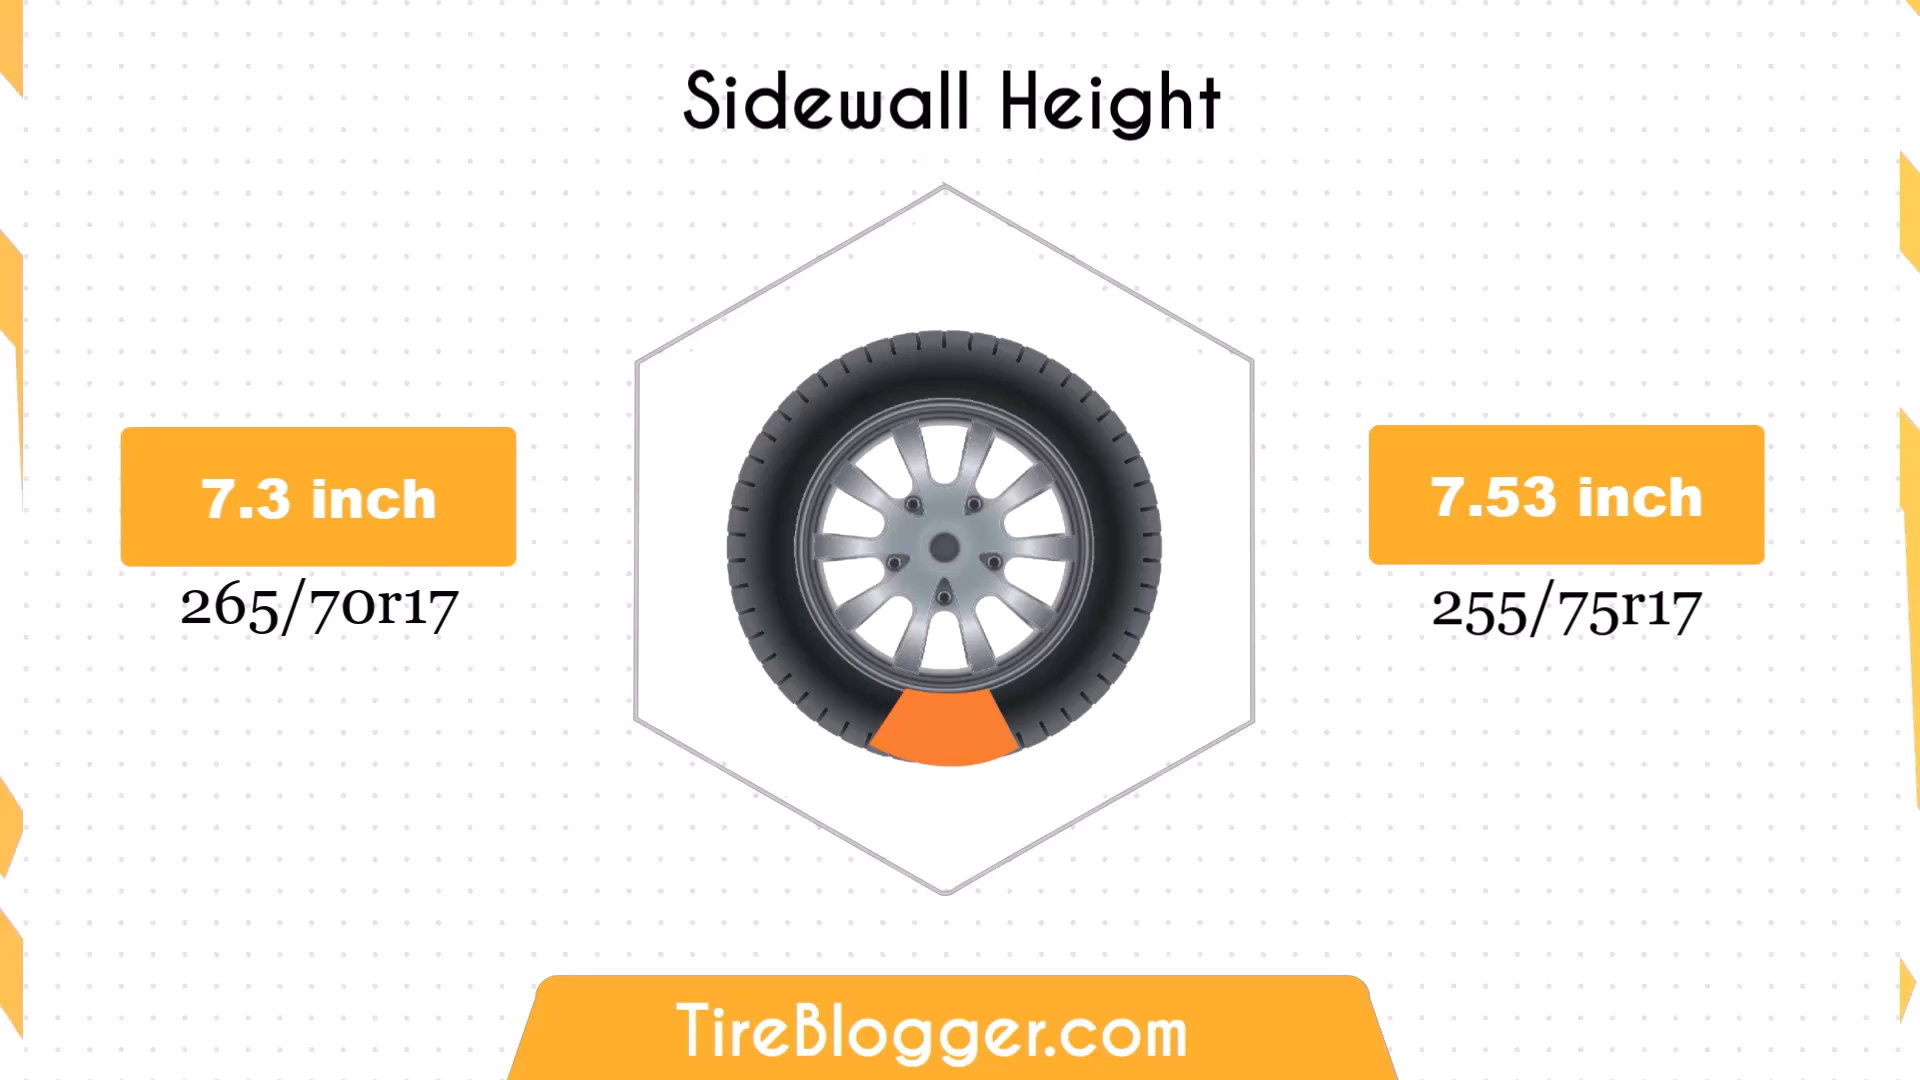 Sidewall Height
7.3 inch
265/70r17
7.53 inch
255/75r17
TireBlogger.com